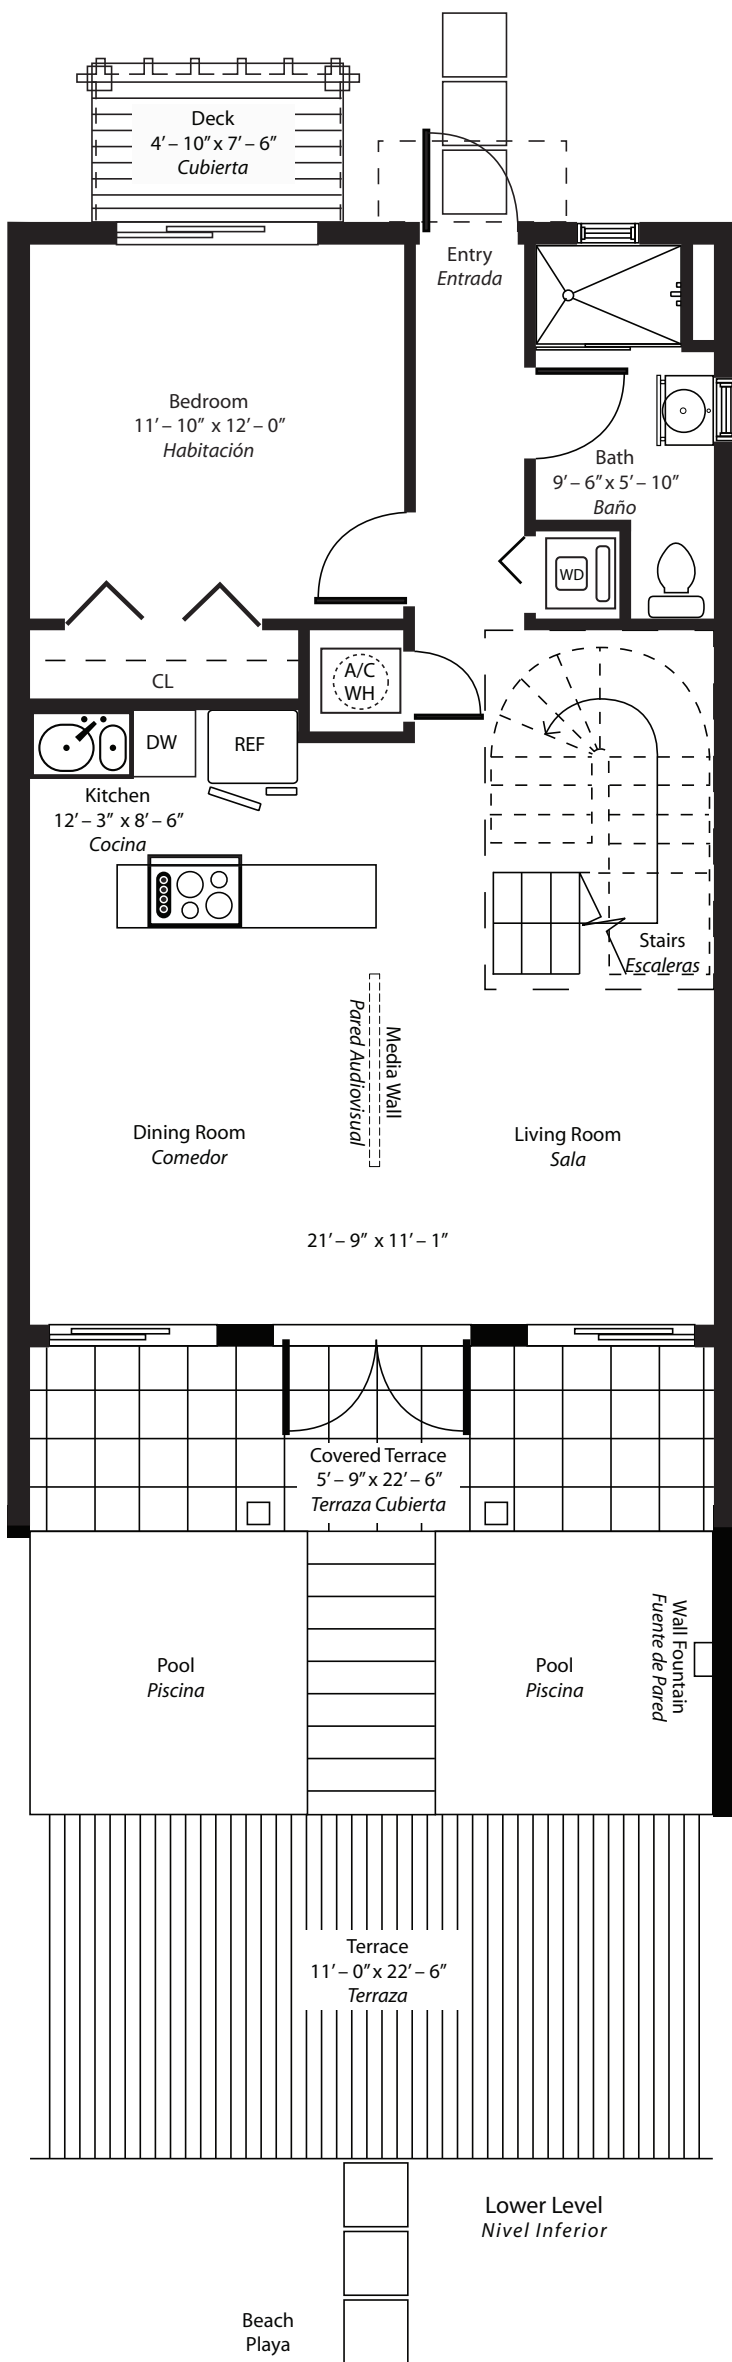 Deck
4’ – 10” x 7’ – 6”
Cubierta
Entry
Entrada
Bedroom
11’ – 10” x 12’ – 0”
Habitación
Bath
9’ – 6” x 5’ – 10”
Baño
WD
CL
A/C
WH
DW
REF
Kitchen
12’ – 3” x 8’ – 6”
Cocina
Stairs
Escaleras
Media Wall
Pared Audiovisual
Dining Room
Comedor
Living Room
Sala
21’ – 9” x 11’ – 1”
Covered Terrace
5’ – 9” x 22’ – 6”
Terraza Cubierta
Pool
Piscina
Pool
Piscina
Wall Fountain
Fuente de Pared
Terrace
11’ – 0” x 22’ – 6”
Terraza
Lower Level
Nivel Inferior
Beach
Playa